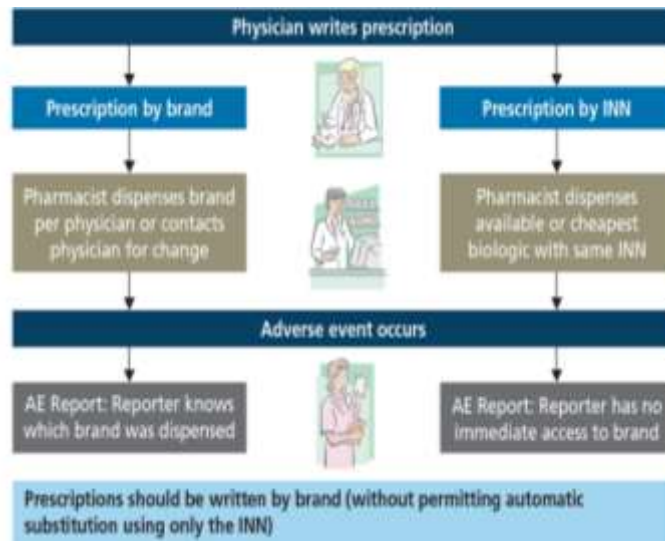 Physician writes prescription
Prescription by brand
Prescription by INN
Pharmacist dispenses brand
per physician or contacts
physician for change
Pharmacist dispenses
available or cheapest
biologic with same INN
Adverse event occurs
AE Report: Reporter knows
which brand was dispensed
AE Report: Reporter has no
immediate access to brand
Prescriptions should be written by brand (without permitting automatic
substitution using only the INN)